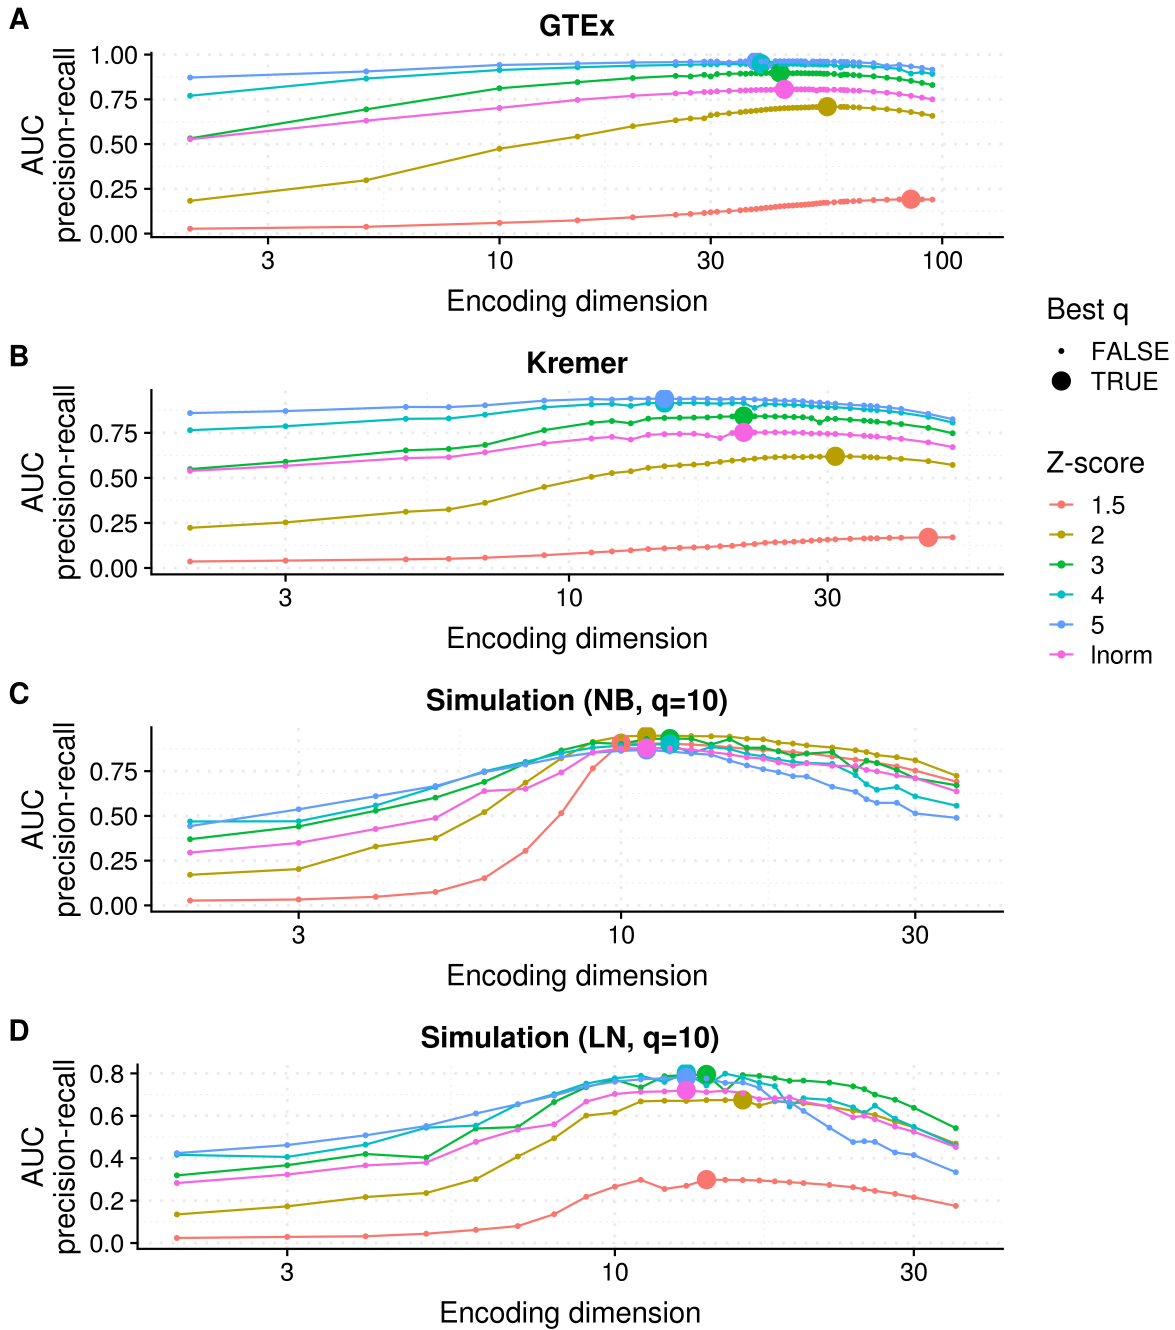 A
GTEx
AUC
precision-recall
1.00
0.75
0.50
0.25
0.00
3
10
30
100
Encoding dimension
B
Kremer
AUC
precision-recall
0.75
0.50
0.25
0.00
3
10
30
Encoding dimension
Best q
FALSE
TRUE
Z-score
1.5
2
3
4
5
lnorm
C
Simulation (NB, q=10)
AUC
precision-recall
0.75
0.50
0.25
0.00
3
10
30
Encoding dimension
D
Simulation (LN, q=10)
AUC
precision-recall
0.8
0.6
0.4
0.2
0.0
3
10
30
Encoding dimension